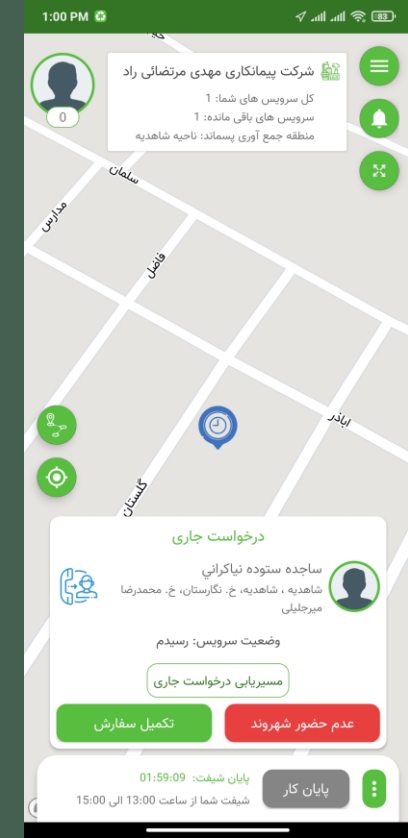 1:00 PM
83
شرکت پیمانکاری مهدی مرتضائی راد
کل سرویس های شما: 1
سرویس های باقی مانده: 1
منطقه جمع آوری پسماند: ناحیه شاهدیه
0
سلمان
مدارس
فاضل
اباذر
گلستان
درخواست جاری
ساجده ستوده نیاکراني
شاهدیه ، شاهدیه، خ. نگارستان، خ. محمدرضا
میرجلیلی
وضعیت سرویس: رسیدم
مسیریابی درخواست جاری
عدم حضور شهروند
تکمیل سفارش
پایان کار
پایان شیفت: 01:59:09
شیفت شما از ساعت 13:00 الی 15:00